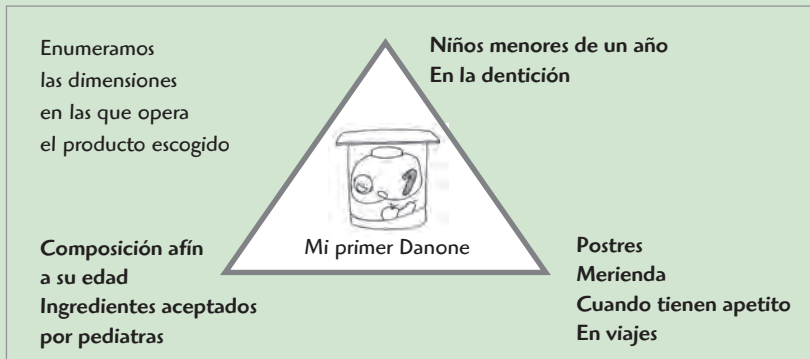 Enumeramos
las dimensiones
en las que opera
el producto escogido
Niños menores de un año
En la dentición
1
Mi primer Danone
Composición afín
a su edad
Ingredientes aceptados
por pediatras
Postres
Merienda
Cuando tienen apetito
En viajes